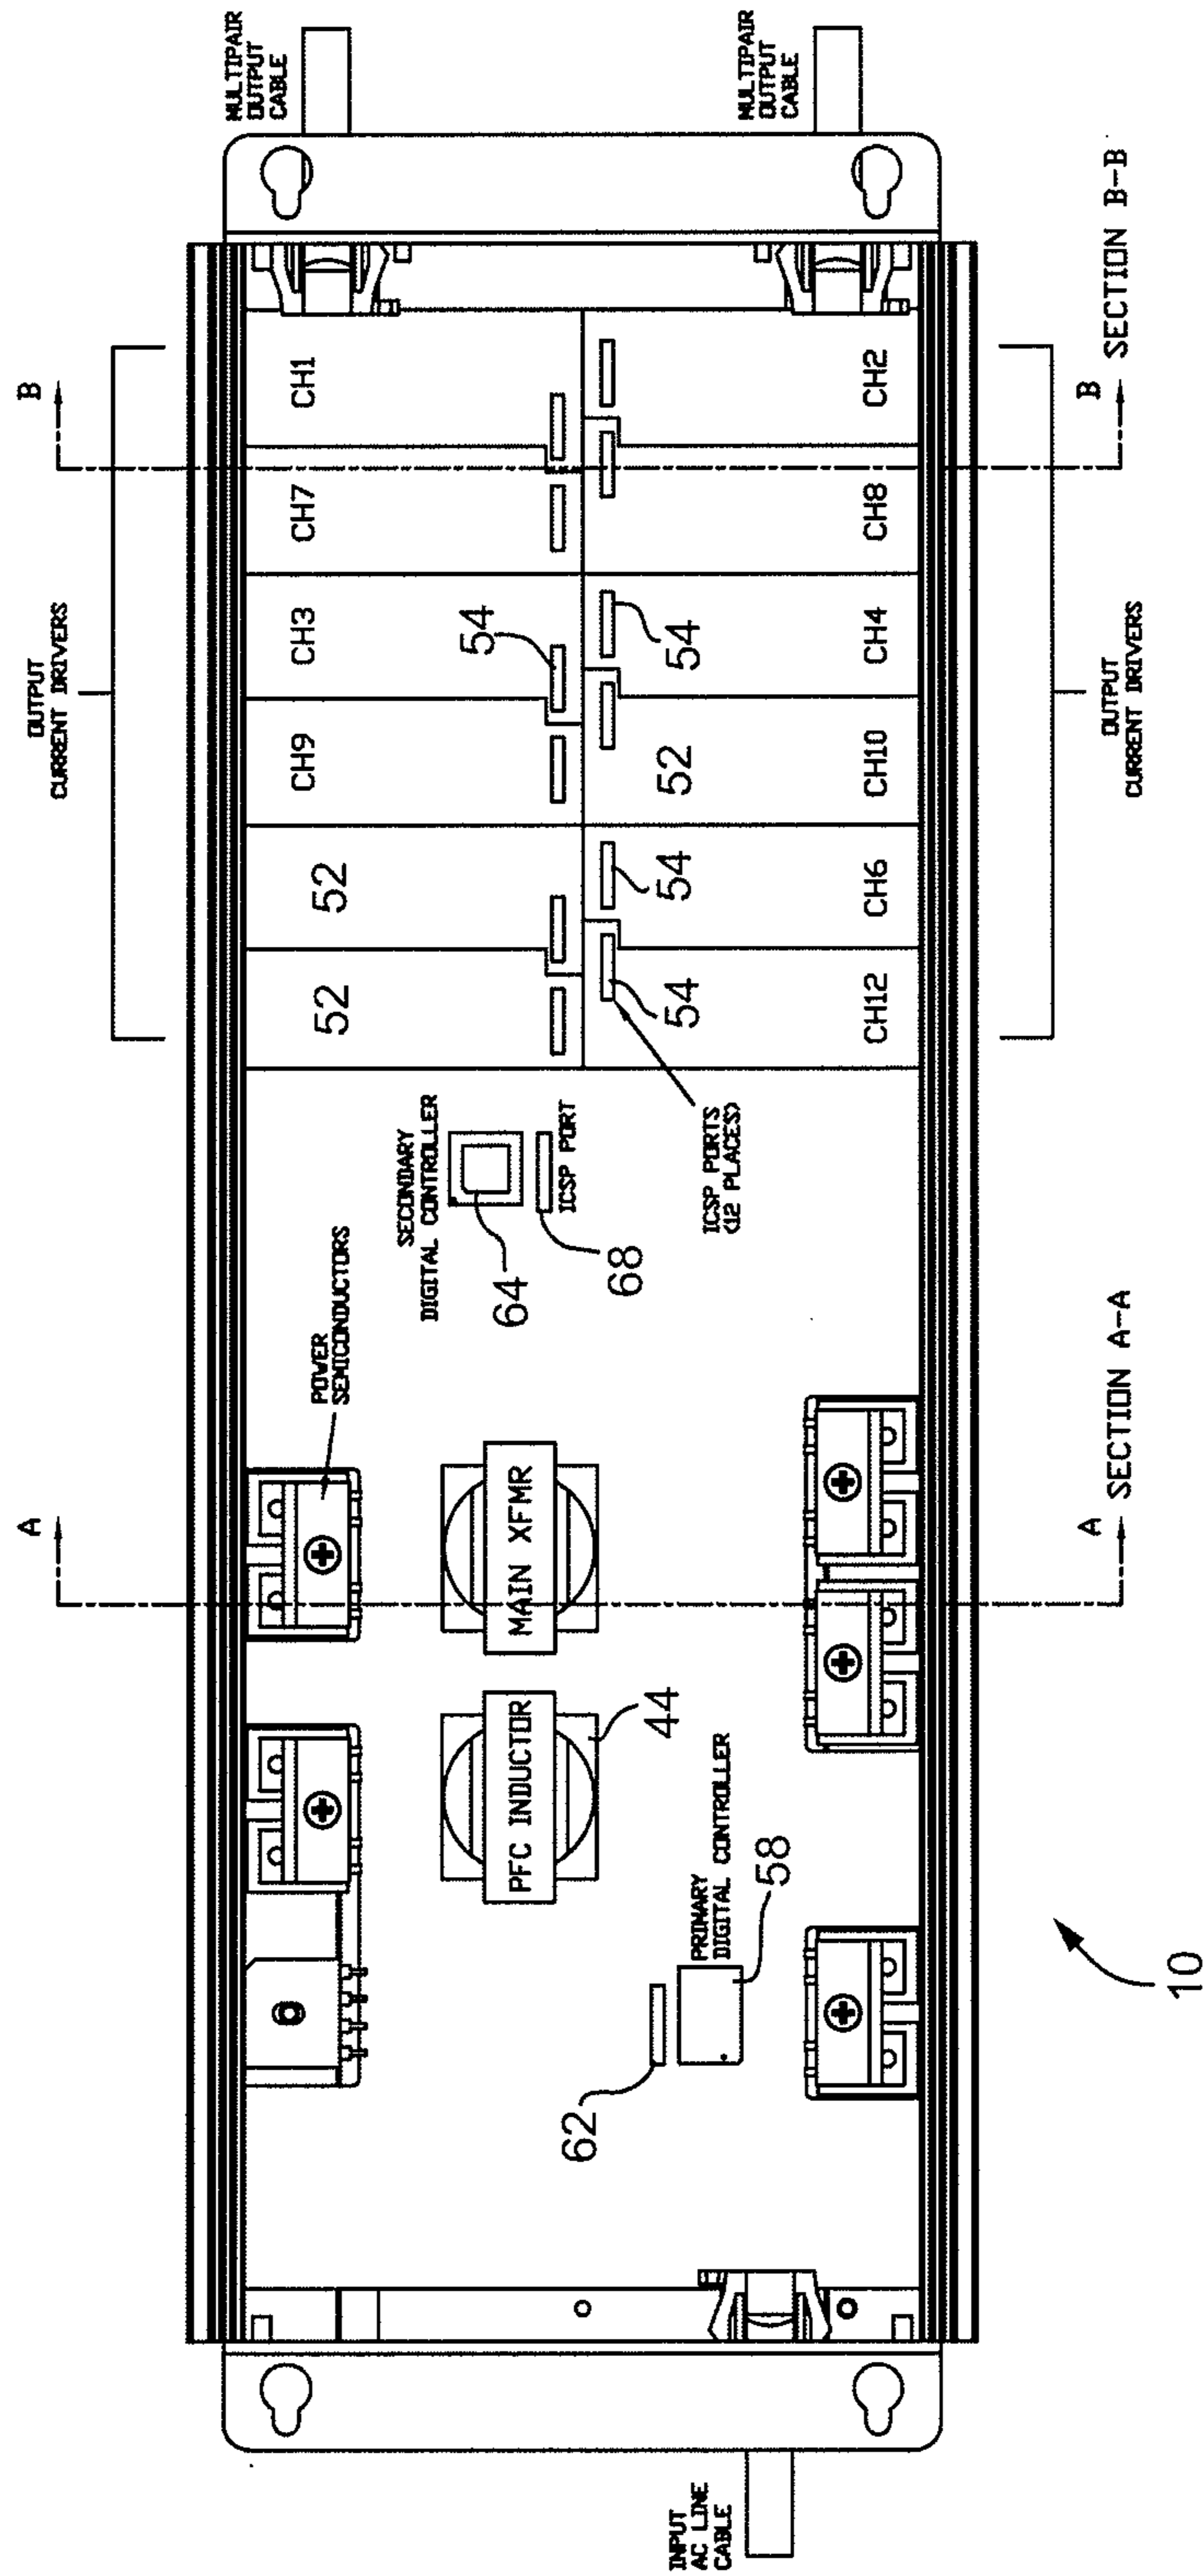 MULTIPAIR
OUTPUT
CABLE
MULTIPAIR
OUTPUT
CABLE
B
B
SECTION B-B
OUTPUT
CURRENT DRIVERS
OUTPUT
CURRENT DRIVERS
CH1
CH7
CH3
CH9
52
52
CH2
CH8
CH4
CH10
CH6
CH12
54
54
52
54
54
ICSP PORTS
(12 PLACES)
SECONDARY
DIGITAL CONTROLLER
64
ICSP PORT
68
POWER
SEMICONDUCTORS
A
A
SECTION A-A
MAIN XFMR
PFC INDUCTOR
44
PRIMARY
DIGITAL CONTROLLER
58
62
10
INPUT
AC LINE
CABLE